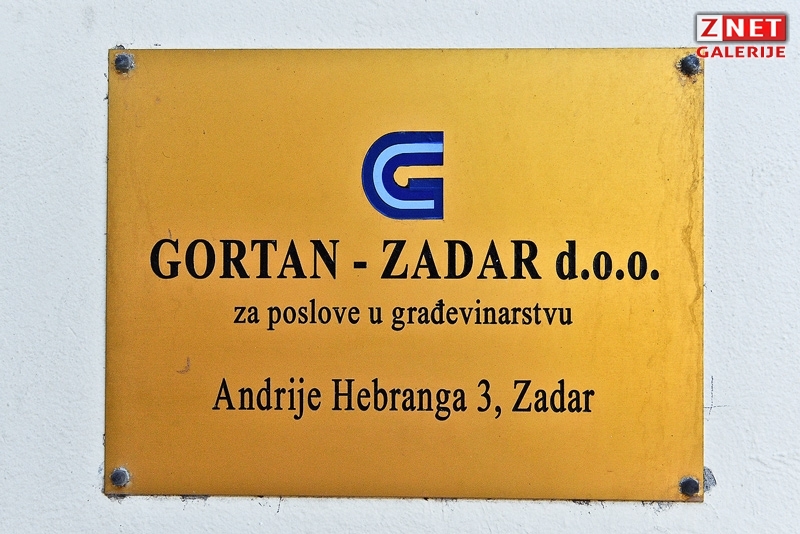 ZNET
GALERIJE
GORTAN - ZADAR d.o.o.
za poslove u građevinarstvu
Andrije Hebranga 3, Zadar